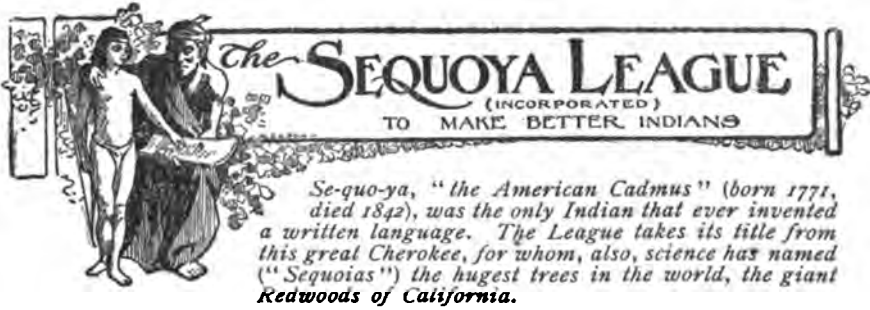 The SEQUOYA LEAGUE
(INCORPORATED)
TO MAKE BETTER INDIANS
Se-quo-ya, "the American Cadmus" (born 1771,
died 1842), was the only Indian that ever invented
a written language. The League takes its title from
this great Cherokee, for whom, also, science has named
("Sequoias") the hugest trees in the world, the giant
Redwoods of California.